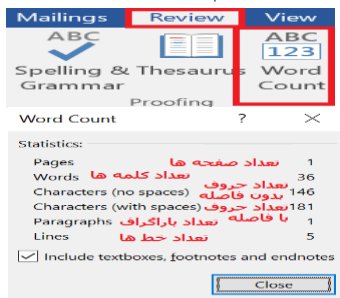 Mailings Review View
ABC ABC
123
Spelling & Thesaurus Word
Grammar Count
Proofing
Word Count ? ×
Statistics:
Pages تعداد صفحه ها 1
Words تعداد کلمه ها 36
Characters (no spaces) تعداد حروف بدون فاصله 146
Characters (with spaces) تعداد حروف با فاصله 181
Paragraphs تعداد پاراگراف 1
Lines تعداد خط ها 5
Include textboxes, footnotes and endnotes
Close